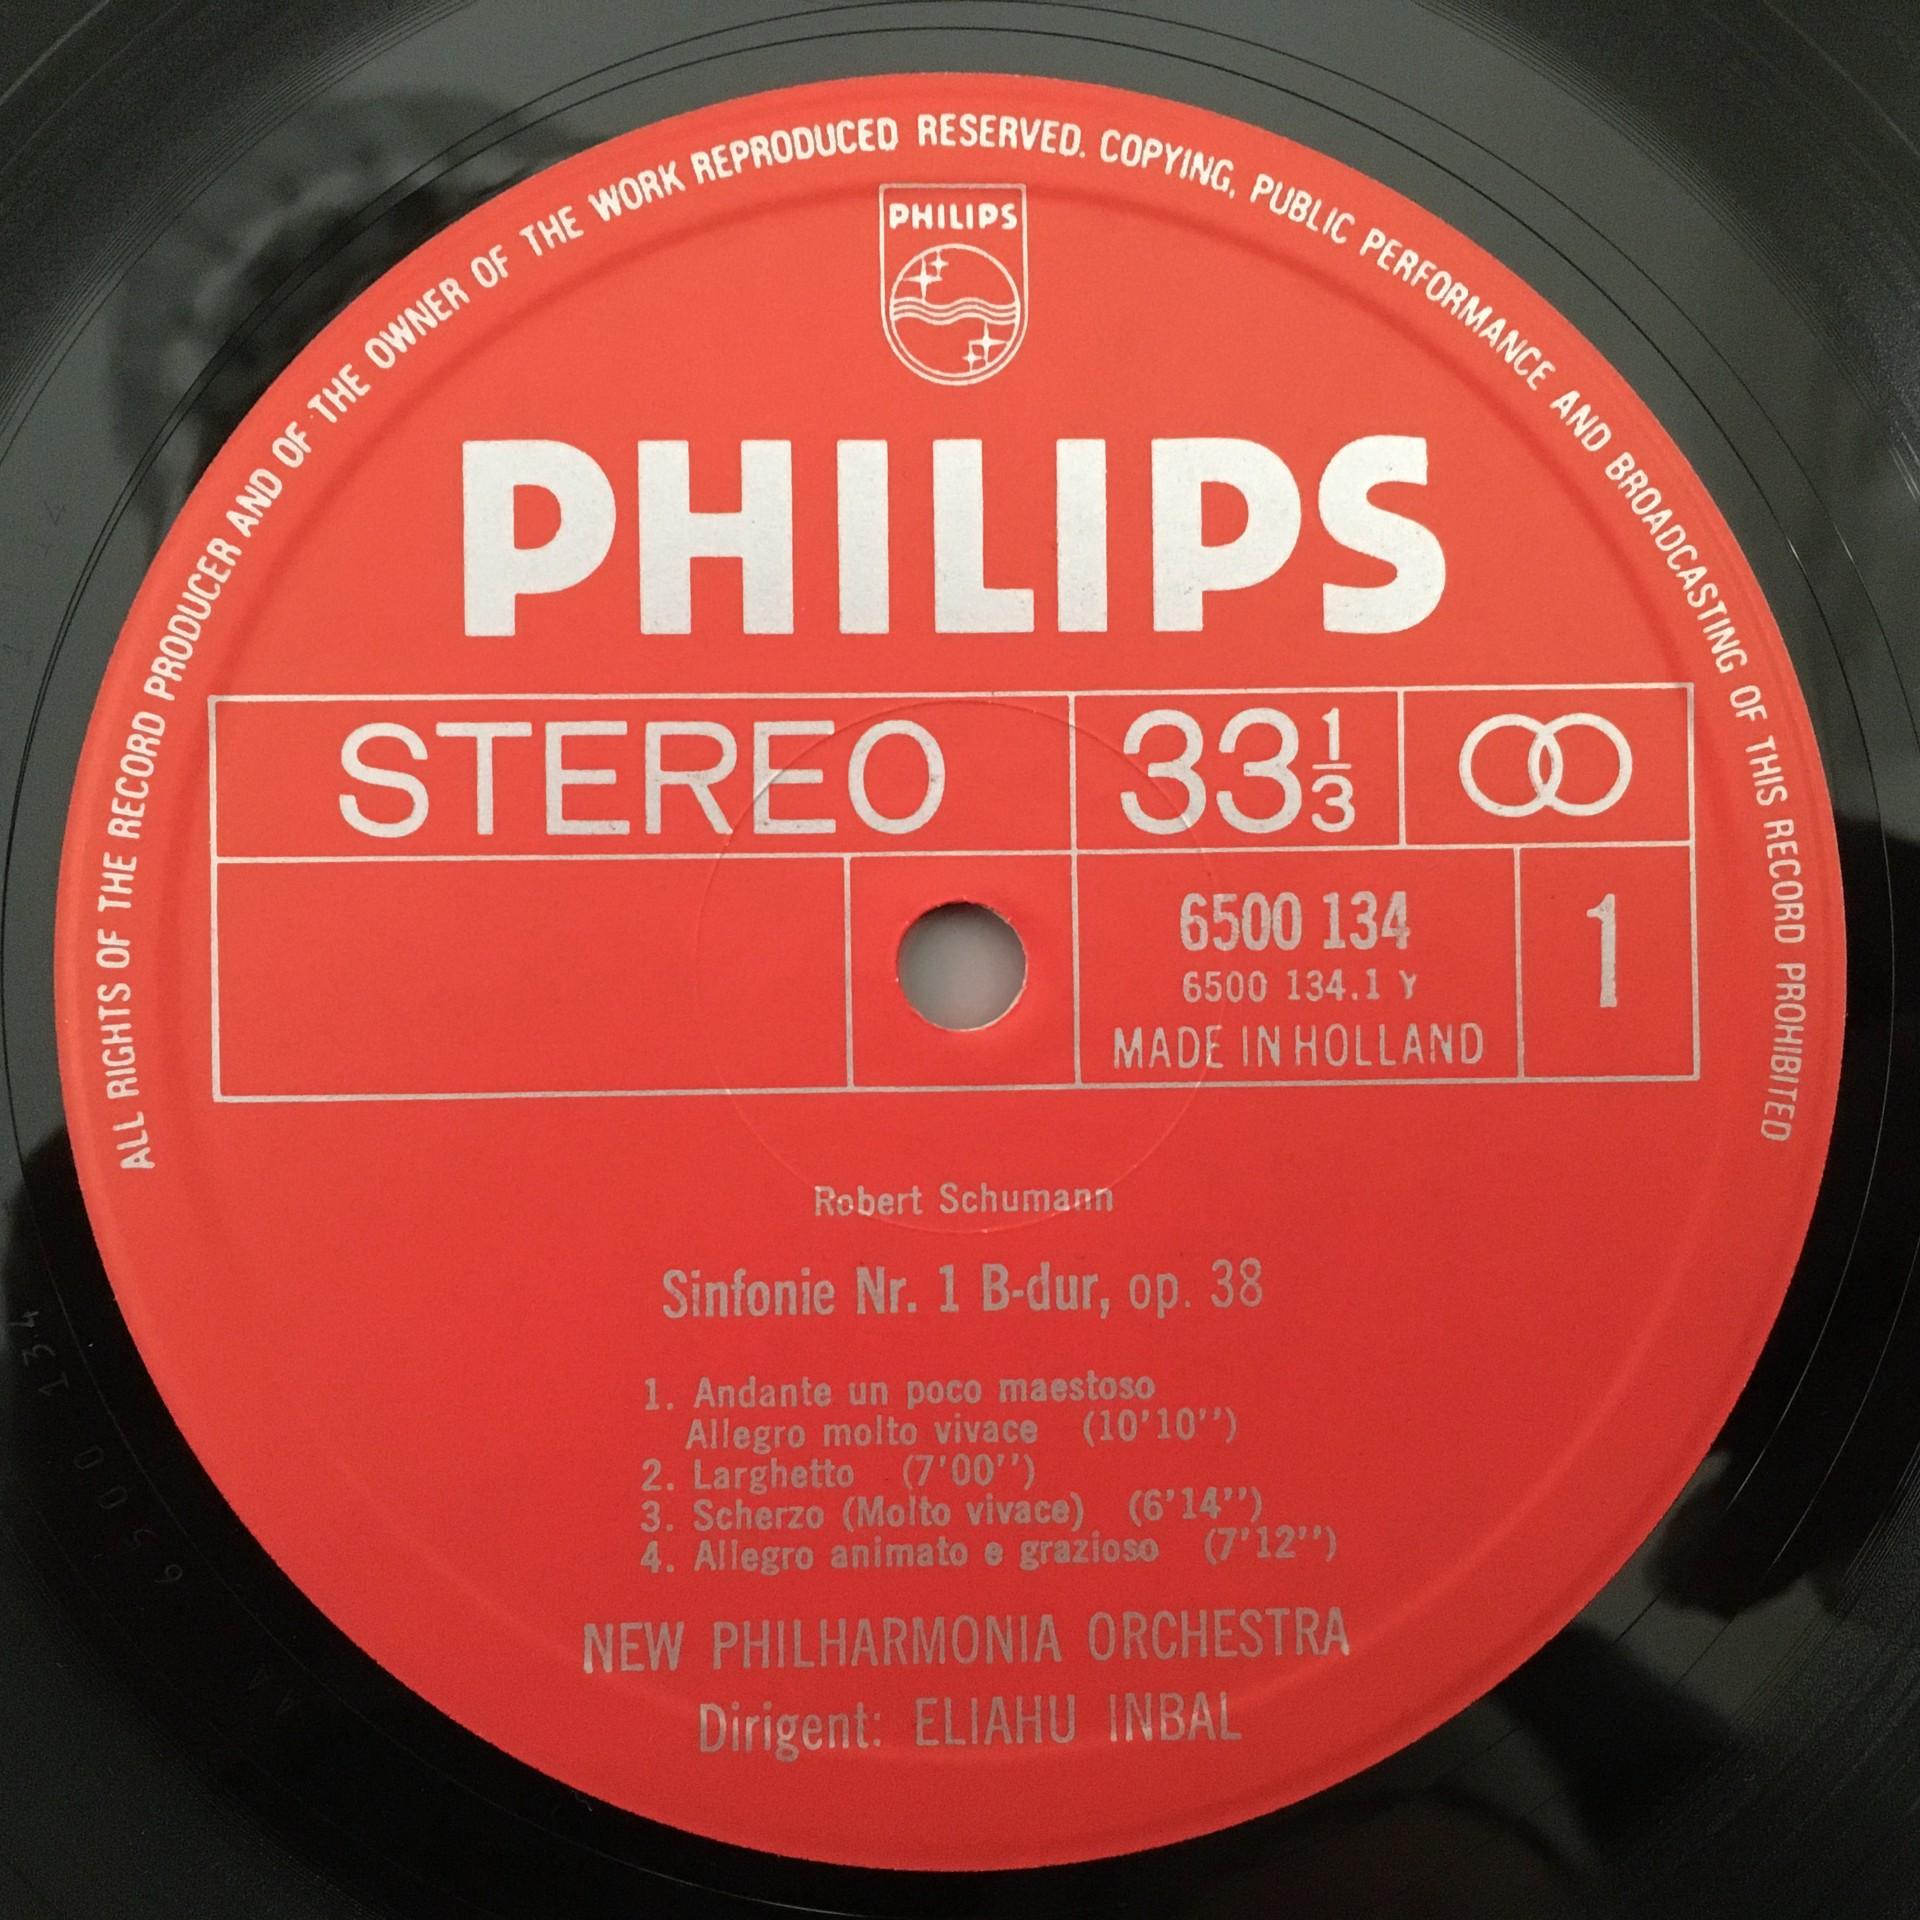 ALL RIGHTS OF THE RECORD PRODUCER AND OF THE OWNER OF THE WORK REPRODUCED RESERVED. COPYING, PUBLIC PERFORMANCE AND BROADCASTING OF THIS RECORD PROHIBITED
PHILIPS
PHILIPS
STEREO 33 1/3
6500 134 1
6500 134.1 Y
MADE IN HOLLAND
Robert Schumann
Sinfonie Nr. 1 B-dur, op. 38
1. Andante un poco maestoso
Allegro molto vivace (10'10'')
2. Larghetto (7'00'')
3. Scherzo (Molto vivace) (6'14'')
4. Allegro animato e grazioso (7'12'')
NEW PHILHARMONIA ORCHESTRA
Dirigent: ELIAHU INBAL
6500 134